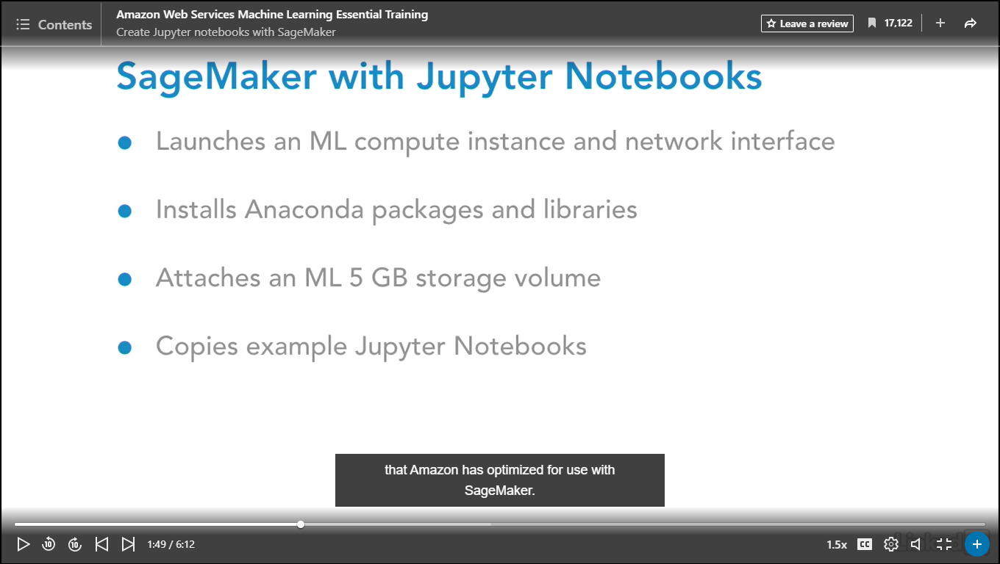 Contents
Amazon Web Services Machine Learning Essential Training
Create Jupyter notebooks with SageMaker
Leave a review
17,122
SageMaker with Jupyter Notebooks
Launches an ML compute instance and network interface
Installs Anaconda packages and libraries
Attaches an ML 5 GB storage volume
Copies example Jupyter Notebooks
that Amazon has optimized for use with
SageMaker.
10
10
1:49 / 6:12
1.5x
CC